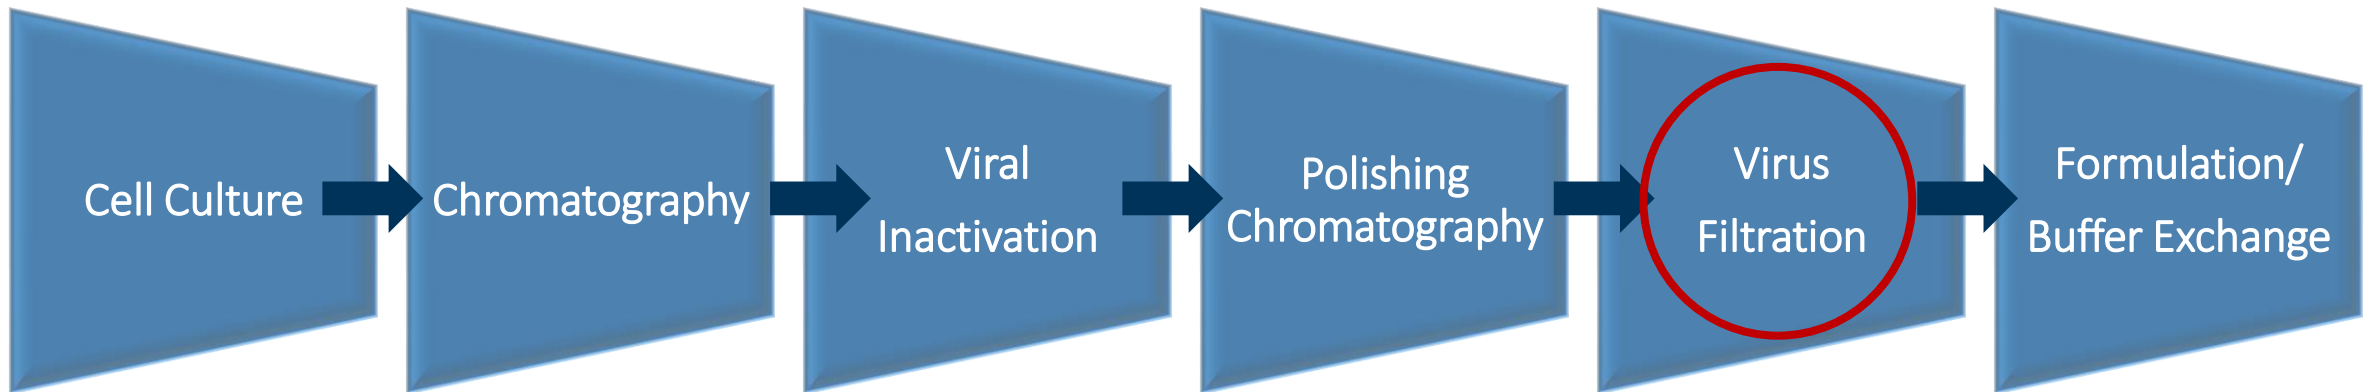 Cell Culture
Chromatography
Viral
Inactivation
Polishing
Chromatography
Virus
Filtration
Formulation/
Buffer Exchange